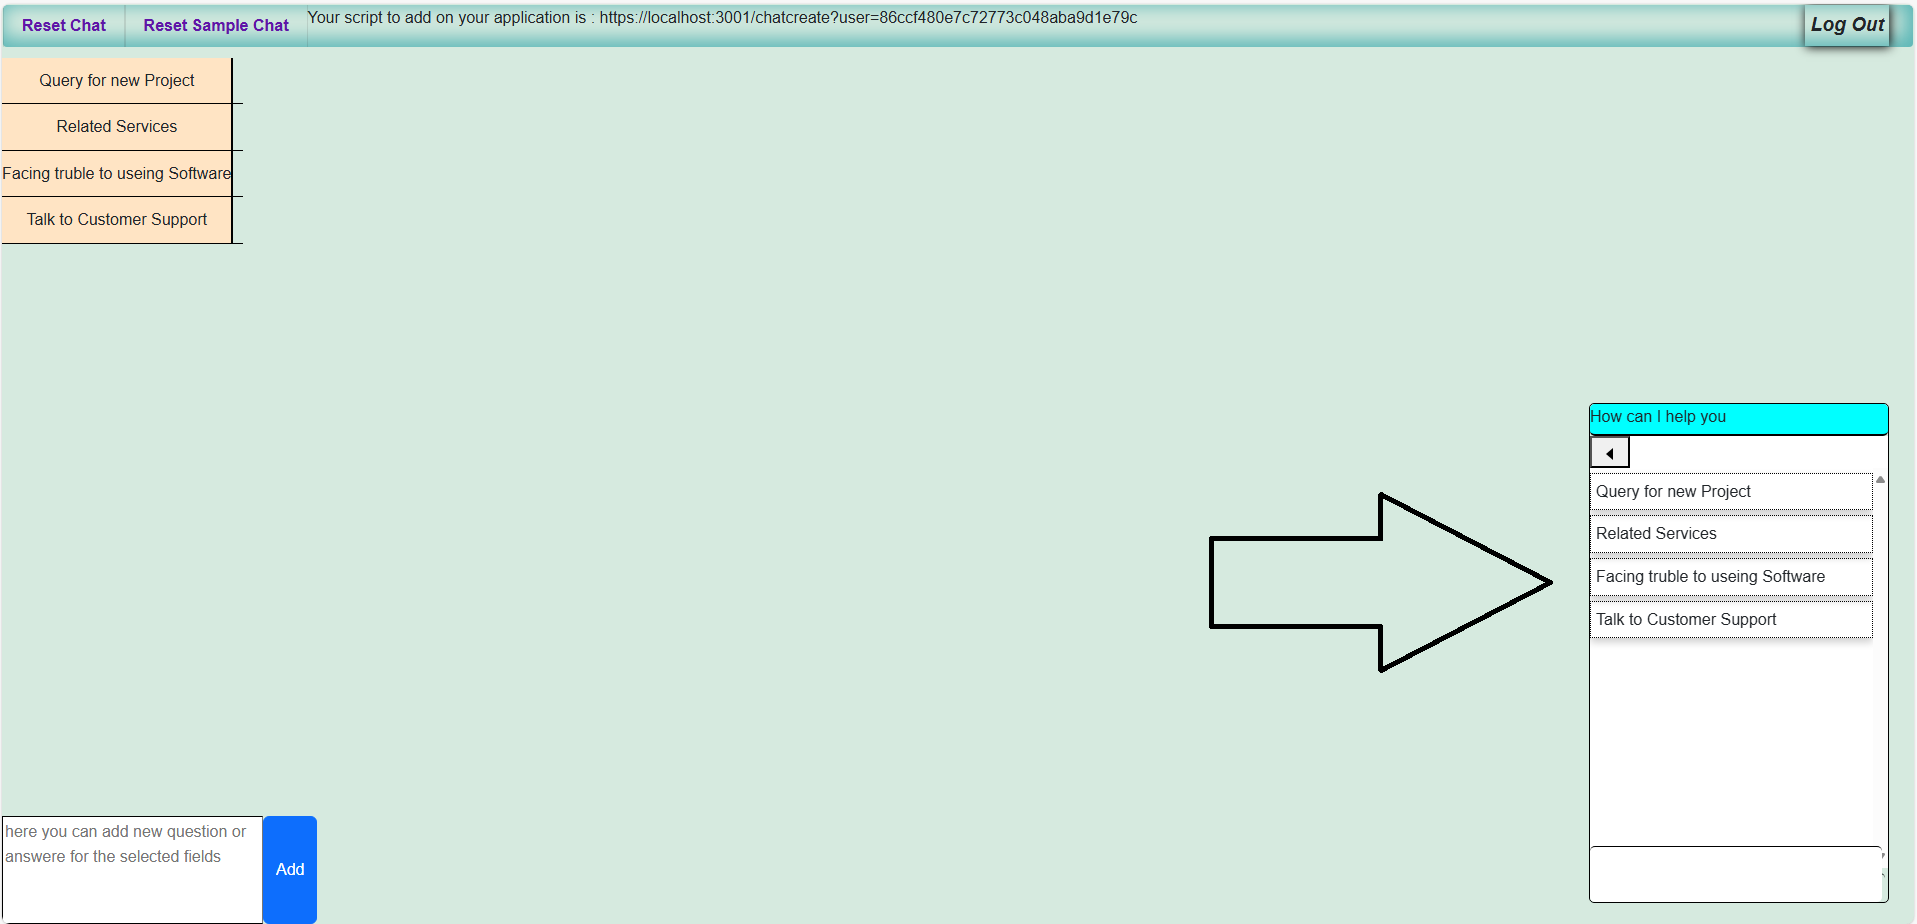 Reset Chat
Reset Sample Chat
Your script to add on your application is : https://localhost:3001/chatcreate?user=86ccf480e7c72773c048aba9d1e79c
Log Out
Query for new Project
Related Services
Facing truble to useing Software
Talk to Customer Support
How can I help you
Query for new Project
Related Services
Facing truble to useing Software
Talk to Customer Support
here you can add new question or
answere for the selected fields
Add